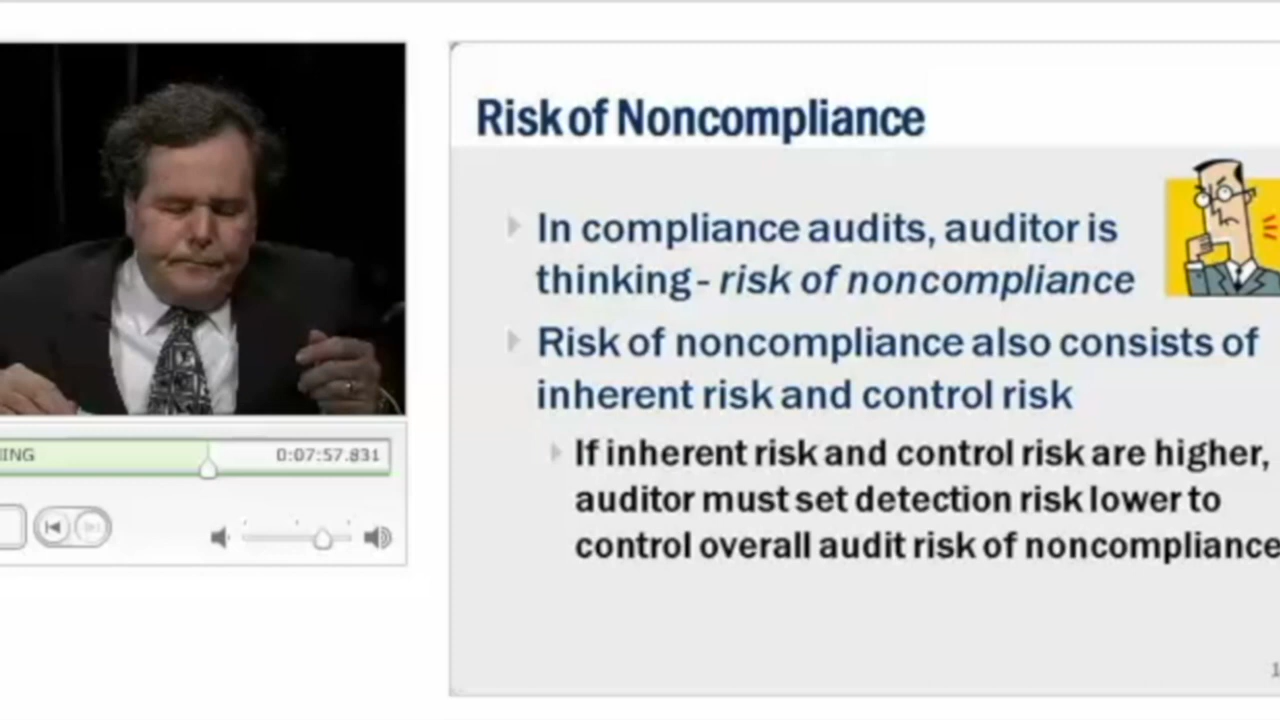 Risk of Noncompliance
In compliance audits, auditor is
thinking - risk of noncompliance
Risk of noncompliance also consists of
inherent risk and control risk
If inherent risk and control risk are higher,
auditor must set detection risk lower to
control overall audit risk of noncompliance
ING
0:07:57.831
1